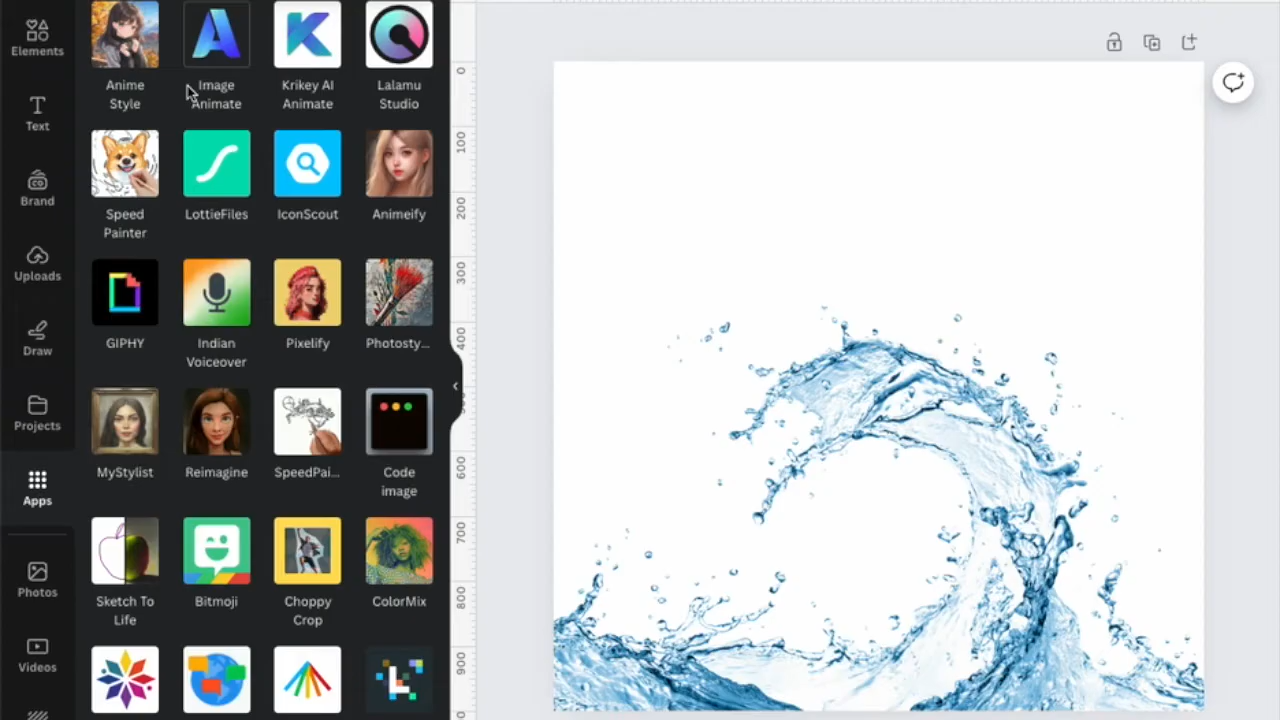 Elements
Text
Brand
Uploads
Draw
Projects
Apps
Photos
Videos
Anime
Style
Image
Animate
Krikey AI
Animate
Lalamu
Studio
Speed
Painter
LottieFiles
IconScout
Animeify
GIPHY
Indian
Voiceover
Pixelify
Photosty...
MyStylist
Reimagine
SpeedPai...
Code
image
Sketch To
Life
Bitmoji
Choppy
Crop
ColorMix
0
100
200
300
400
600
700
800
900